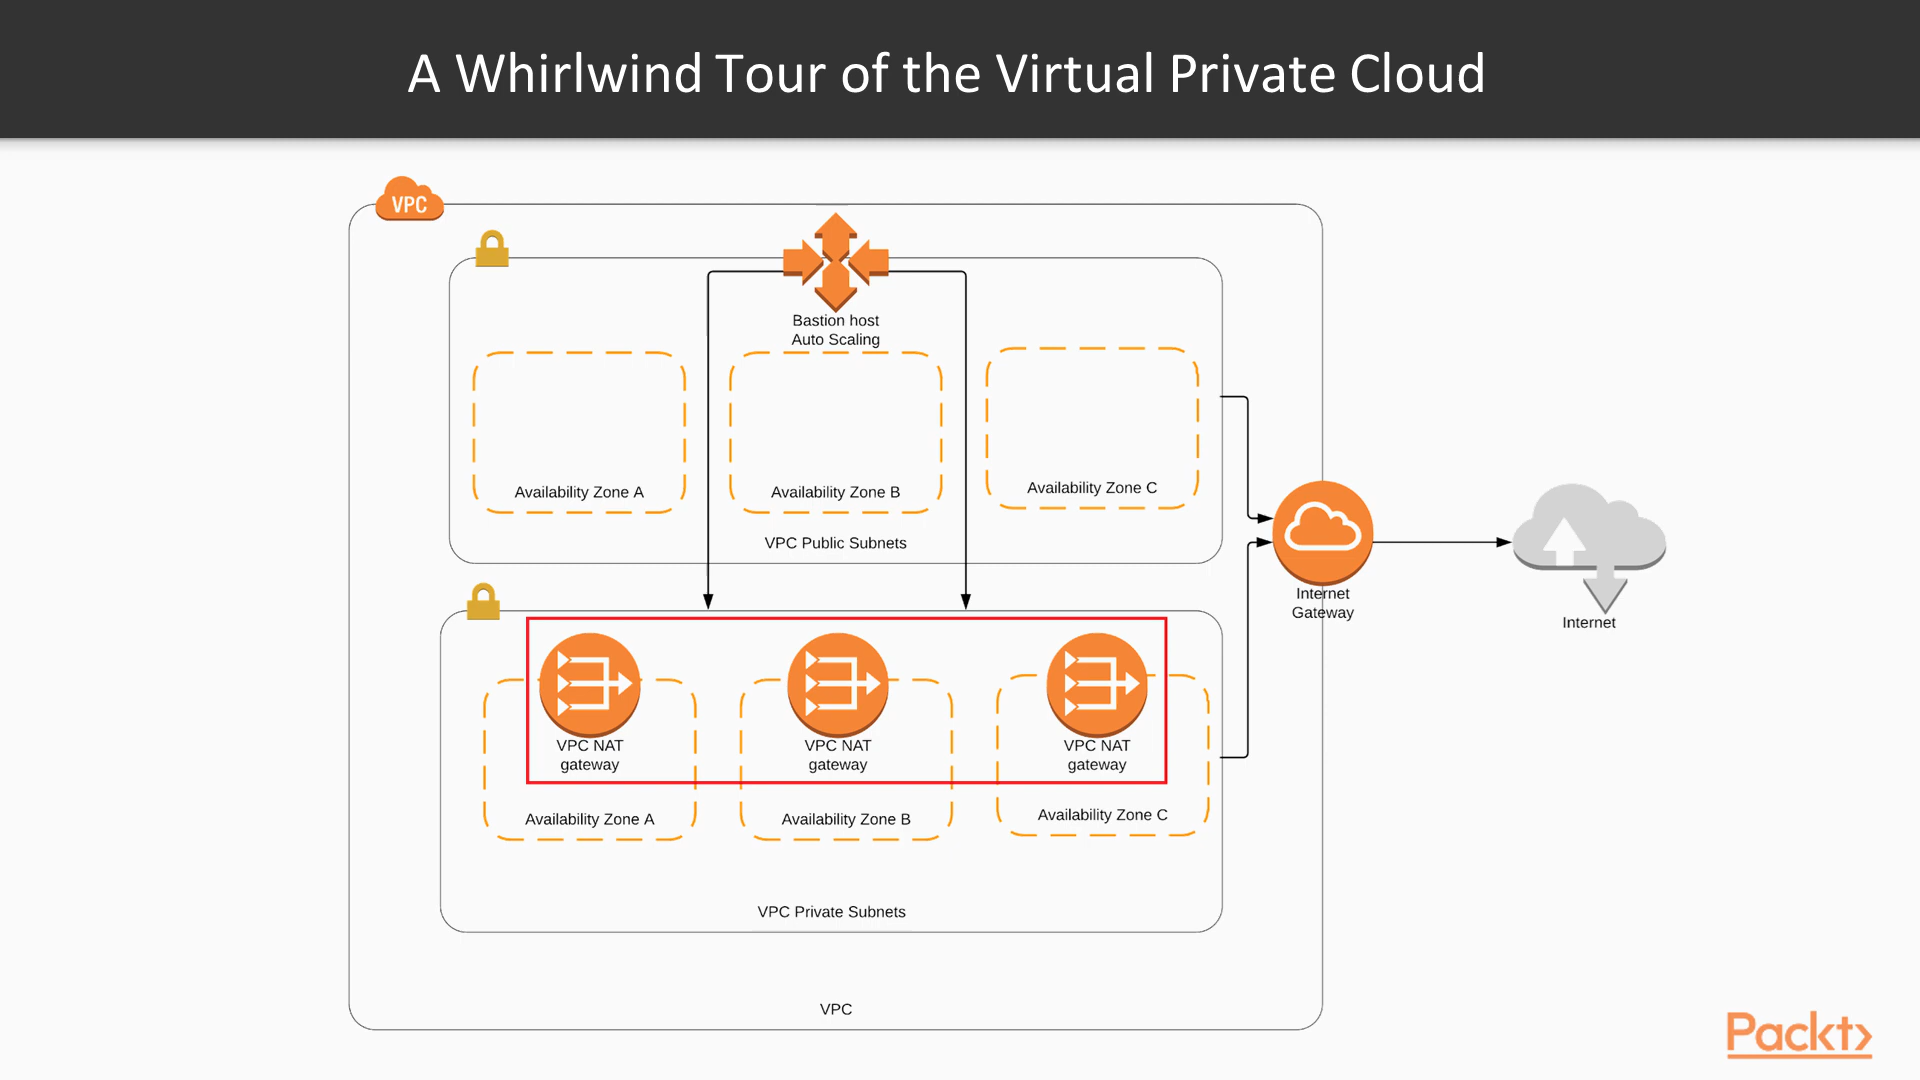 A Whirlwind Tour of the Virtual Private Cloud
VPC
Bastion host
Auto Scaling
Availability Zone A
Availability Zone B
Availability Zone C
VPC Public Subnets
Internet
Gateway
Internet
VPC NAT
gateway
VPC NAT
gateway
VPC NAT
gateway
Availability Zone A
Availability Zone B
Availability Zone C
VPC Private Subnets
VPC
Packt>